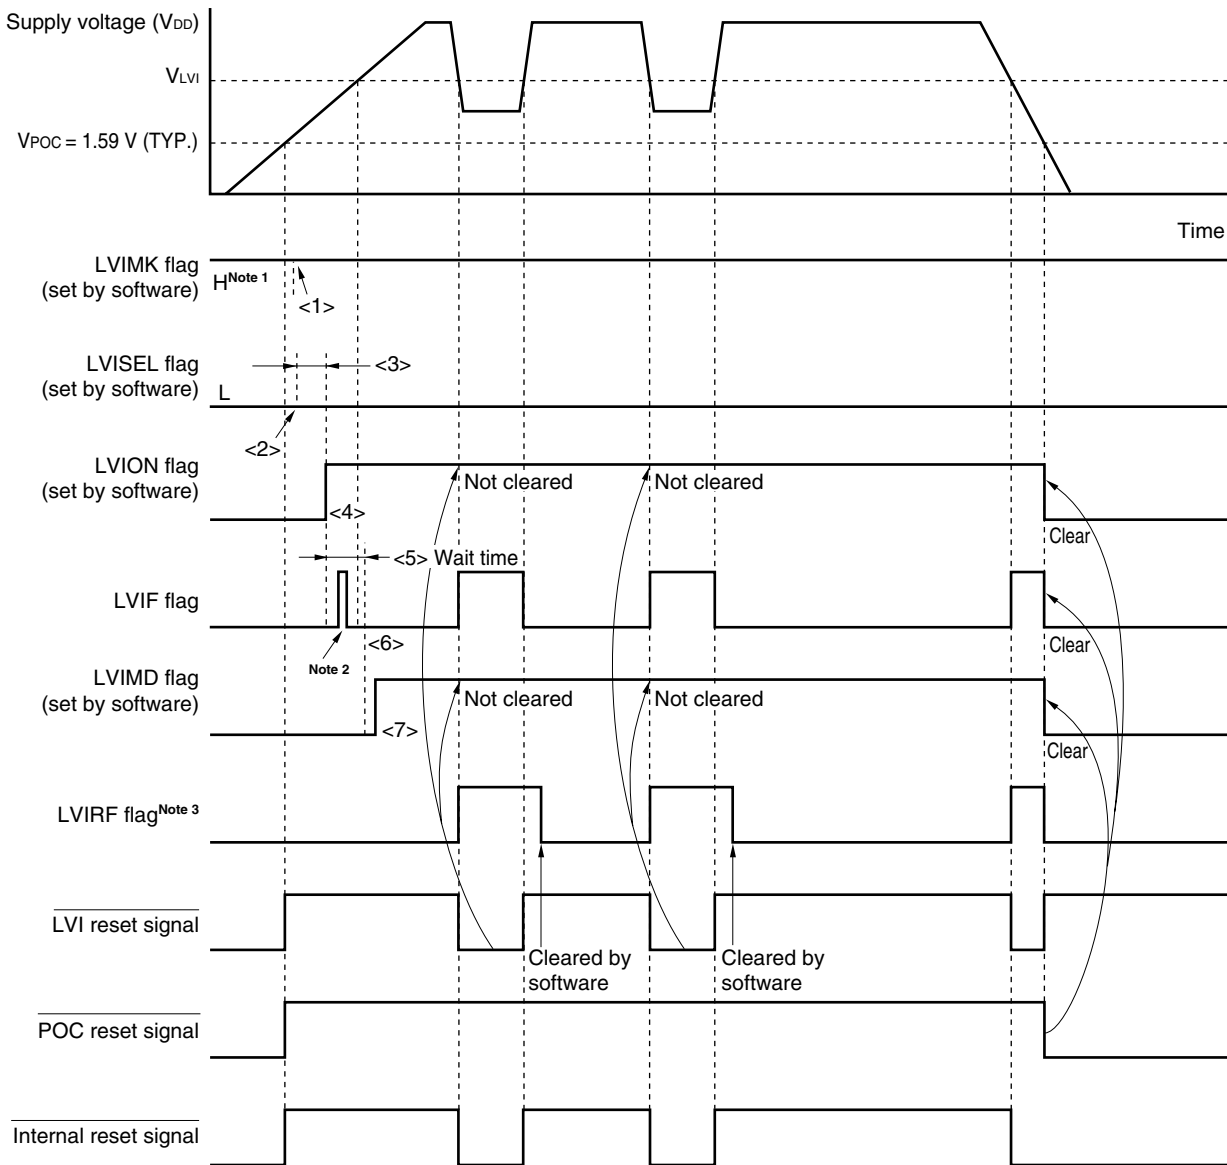 Supply voltage (VDD)
VLVI
VPOC = 1.59 V (TYP.)
Time
LVIMK flag
(set by software)
HNote 1
<1>
LVISEL flag
(set by software)
<3>
L
<2>
LVION flag
(set by software)
Not cleared
Not cleared
<4>
Clear
<5> Wait time
LVIF flag
Note 2
<6>
Clear
LVIMD flag
(set by software)
Not cleared
Not cleared
<7>
Clear
LVIRF flagNote 3
LVI reset signal
Cleared by
software
Cleared by
software
POC reset signal
Internal reset signal